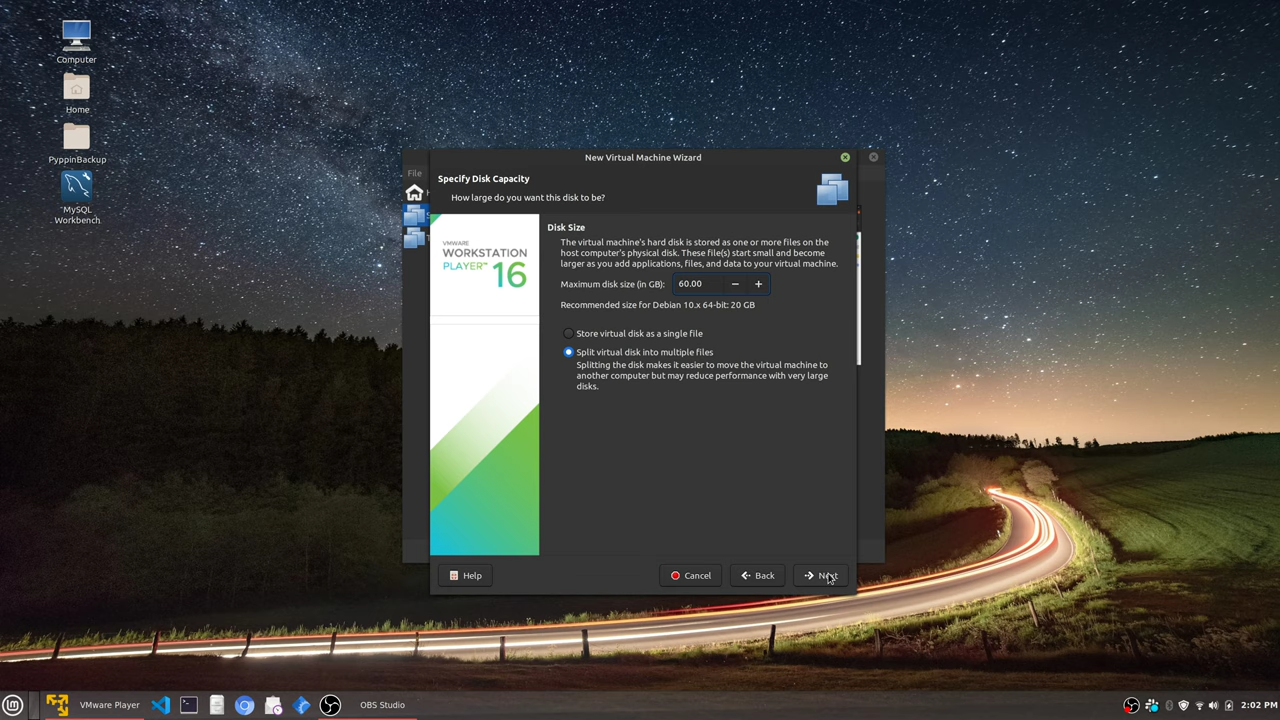 Computer
Home
PyppinBackup
MySQL
Workbench
New Virtual Machine Wizard
File
Specify Disk Capacity
How large do you want this disk to be?
VMWARE
WORKSTATION
PLAYER™ 16
Disk Size
The virtual machine's hard disk is stored as one or more files on the
host computer's physical disk. These file(s) start small and become
larger as you add applications, files, and data to your virtual machine.
Maximum disk size (in GB): 60.00
Recommended size for Debian 10.x 64-bit: 20 GB
Store virtual disk as a single file
Split virtual disk into multiple files
Splitting the disk makes it easier to move the virtual machine to
another computer but may reduce performance with very large
disks.
Help Cancel Back Next
VMware Player OBS Studio 2:02 PM